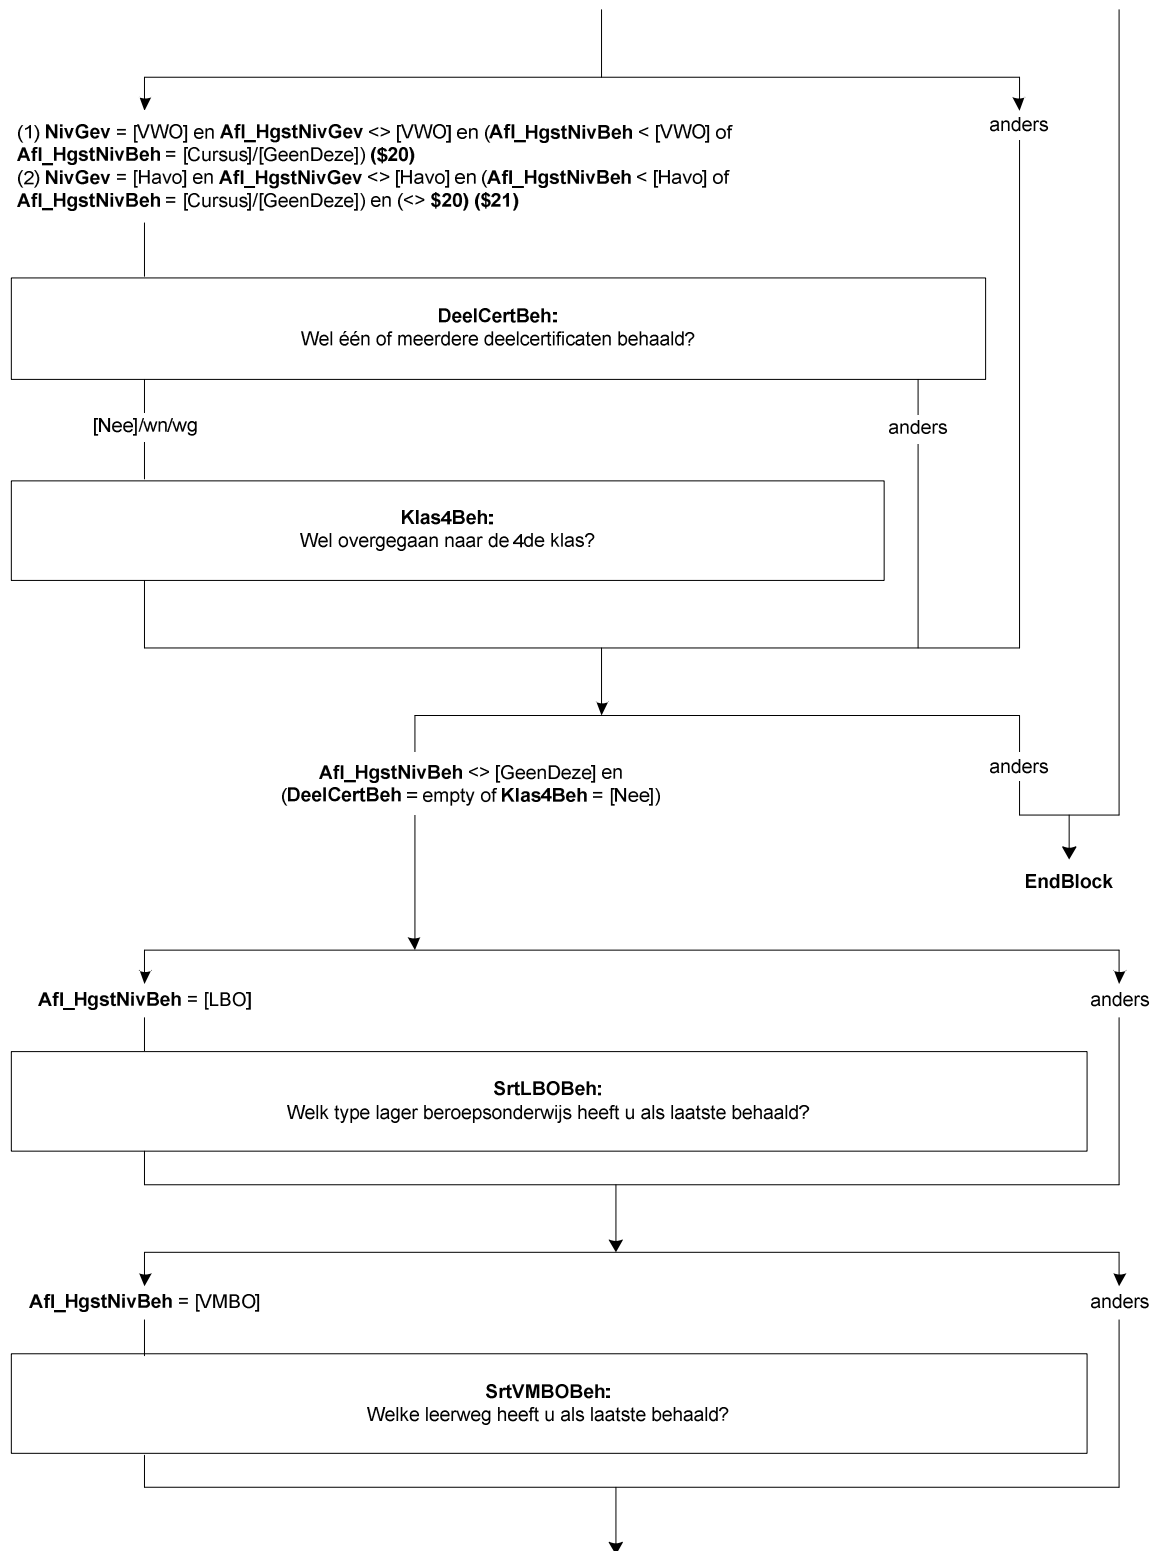 (1) NivGev = [VWO] en Afl_HgstNivGev <> [VWO] en (Afl_HgstNivBeh < [VWO] of
Afl_HgstNivBeh = [Cursus]/[GeenDeze]) ($20)
(2) NivGev = [Havo] en Afl_HgstNivGev <> [Havo] en (Afl_HgstNivBeh < [Havo] of
Afl_HgstNivBeh = [Cursus]/[GeenDeze]) en (<> $20) ($21)
anders
DeelCertBeh:
Wel één of meerdere deelcertificaten behaald?
[Nee]/wn/wg
anders
Klas4Beh:
Wel overgegaan naar de 4de klas?
Afl_HgstNivBeh <> [GeenDeze] en
(DeelCertBeh = empty of Klas4Beh = [Nee])
anders
EndBlock
Afl_HgstNivBeh = [LBO]
anders
SrtLBOBeh:
Welk type lager beroepsonderwijs heeft u als laatste behaald?
Afl_HgstNivBeh = [VMBO]
anders
SrtVMBOBeh:
Welke leerweg heeft u als laatste behaald?